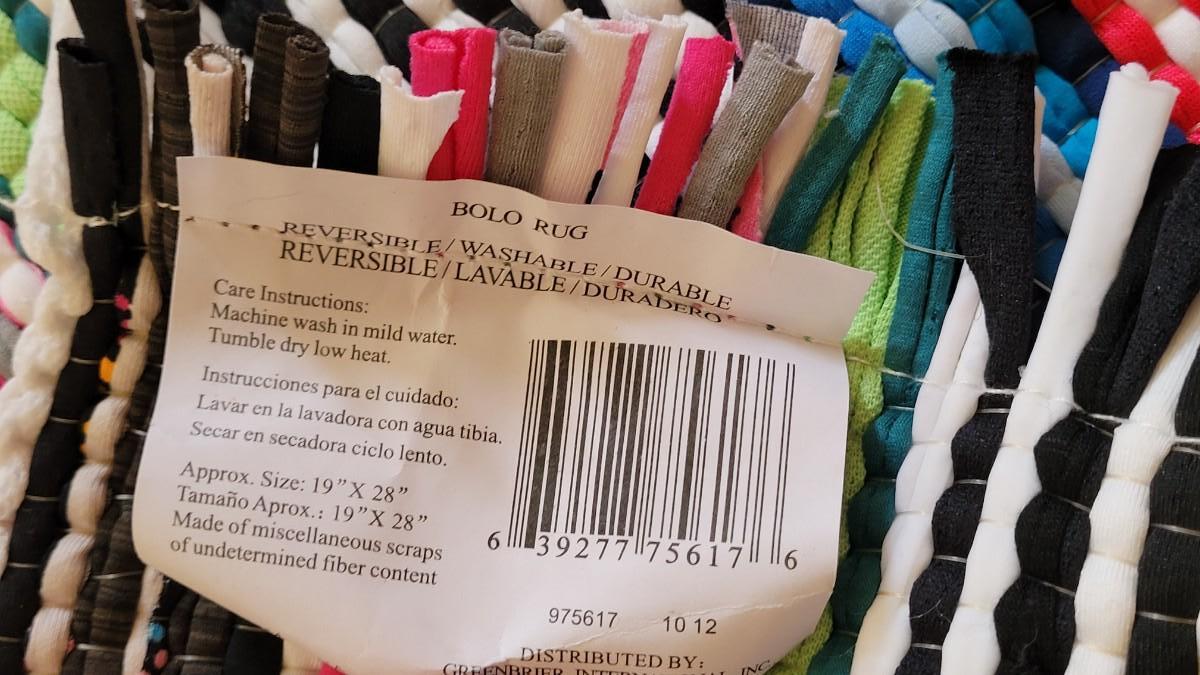 BOLO RUG
REVERSIBLE / WASHABLE / DURABLE
REVERSIBLE / LAVABLE / DURADERO
Care Instructions:
Machine wash in mild water.
Tumble dry low heat.
Instrucciones para el cuidado:
Lavar en la lavadora con agua tibia.
Secar en secadora ciclo lento.
Approx. Size: 19” X 28”
Tamaño Aprox.: 19” X 28”
Made of miscellaneous scraps
of undetermined fiber content
6 39277 75617 6
975617 10 12
DISTRIBUTED BY:
GREENBRIER INTERNATIONAL, INC.